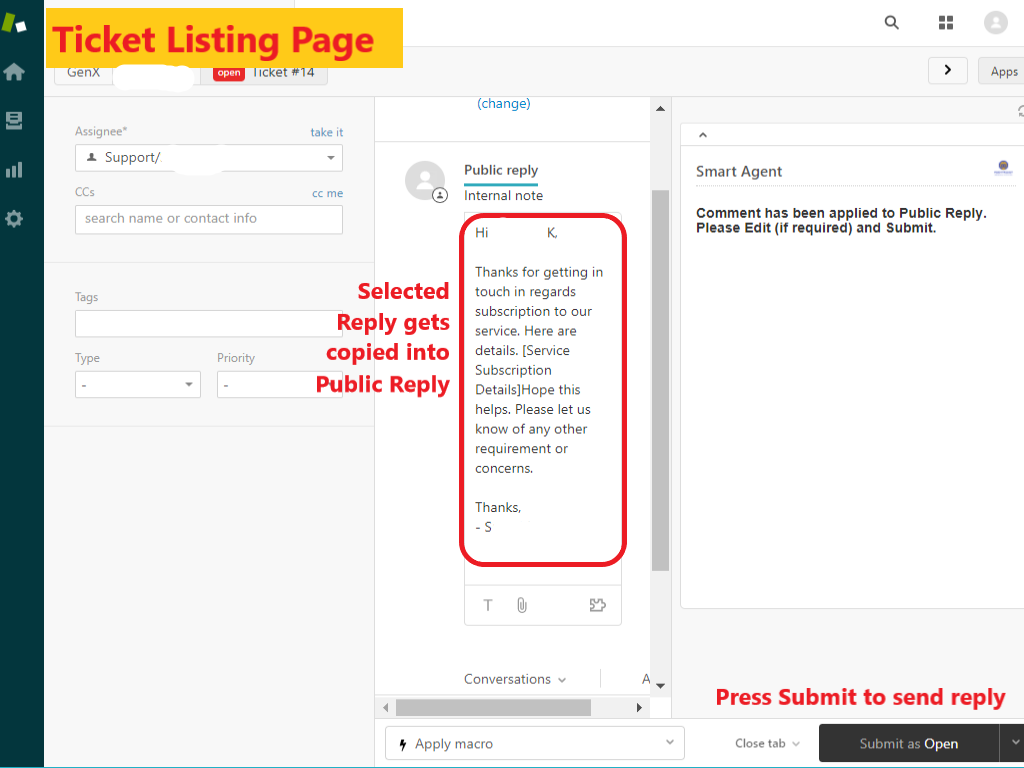 Ticket Listing Page
GenX
open Ticket #14
Apps
(change)
Assignee*
take it
Support/
CCs
cc me
search name or contact info
Tags
Type
Priority
-
-
Selected
Reply gets
copied into
Public Reply
Public reply
Internal note
Hi K,
Thanks for getting in
touch in regards
subscription to our
service. Here are
details. [Service
Subscription
Details]Hope this
helps. Please let us
know of any other
requirement or
concerns.
Thanks,
- S
T
Conversations
A
Smart Agent
Comment has been applied to Public Reply.
Please Edit (if required) and Submit.
Press Submit to send reply
Apply macro
Close tab
Submit as Open